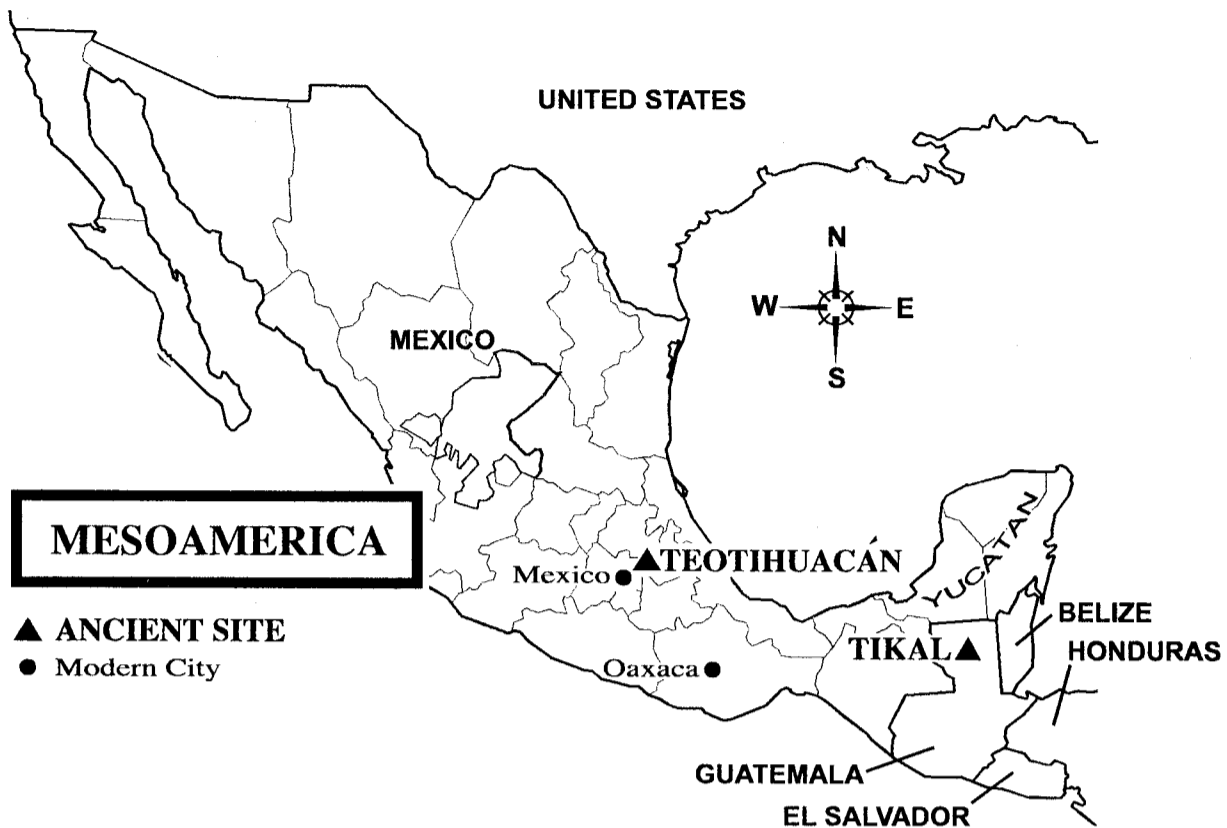 UNITED STATES
N
W
E
S
MEXICO
MESOAMERICA
TEOTIHUACÁN
Mexico
YUCATAN
BELIZE
ANCIENT SITE
TIKAL
HONDURAS
Modern City
Oaxaca
GUATEMALA
EL SALVADOR